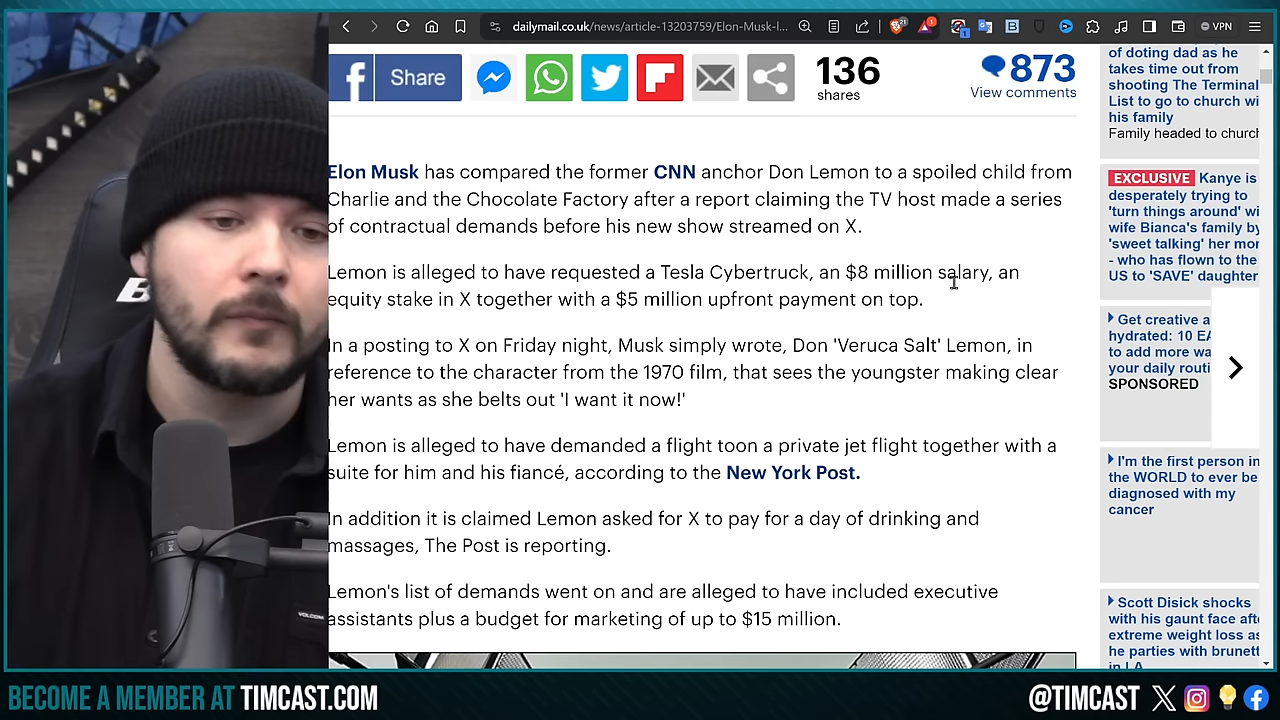 dailymail.co.uk/news/article-13203759/Elon-Musk-l...
21
1
1
B
VPN
f Share
136
shares
873
View comments
Elon Musk has compared the former CNN anchor Don Lemon to a spoiled child from
Charlie and the Chocolate Factory after a report claiming the TV host made a series
of contractual demands before his new show streamed on X.
Lemon is alleged to have requested a Tesla Cybertruck, an $8 million salary, an
equity stake in X together with a $5 million upfront payment on top.
In a posting to X on Friday night, Musk simply wrote, Don 'Veruca Salt' Lemon, in
reference to the character from the 1970 film, that sees the youngster making clear
her wants as she belts out 'I want it now!'
Lemon is alleged to have demanded a flight toon a private jet flight together with a
suite for him and his fiancé, according to the New York Post.
In addition it is claimed Lemon asked for X to pay for a day of drinking and
massages, The Post is reporting.
Lemon's list of demands went on and are alleged to have included executive
assistants plus a budget for marketing of up to $15 million.
of doting dad as he
takes time out from
shooting The Terminal
List to go to church wi
his family
Family headed to church
EXCLUSIVE Kanye is
desperately trying to
'turn things around' wi
wife Bianca's family by
'sweet talking' her mor
- who has flown to the
US to 'SAVE' daughter
Get creative a
hydrated: 10 EA
to add more wa
your daily routi
SPONSORED
I'm the first person in
the WORLD to ever be
diagnosed with my
cancer
Scott Disick shocks
with his gaunt face afte
extreme weight loss as
he parties with brunett
in LA
VOLCOM
BECOME A MEMBER AT TIMCAST.COM
@TIMCAST